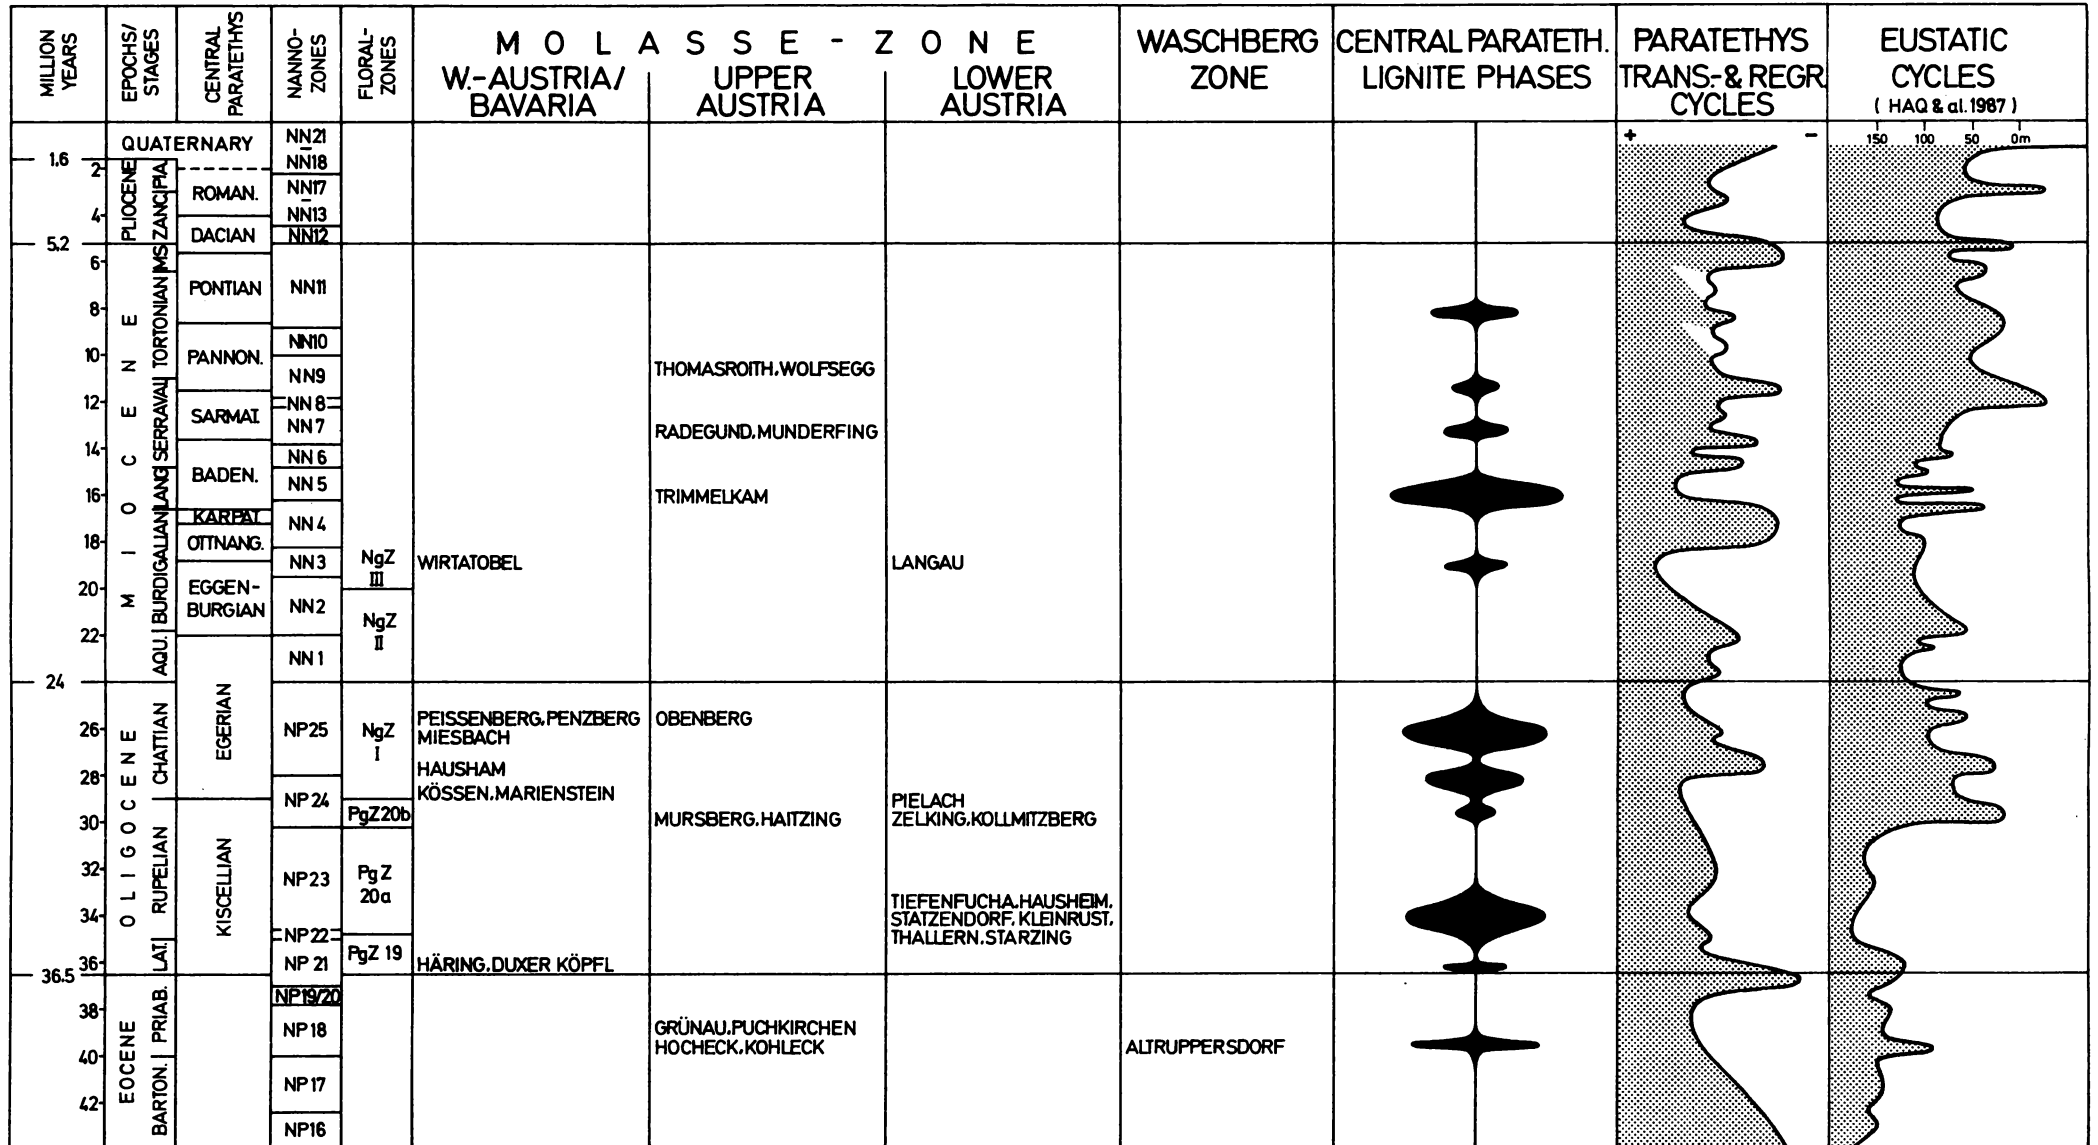 MILLION YEARS
EPOCHS/ STAGES
CENTRAL PARATETHYS
NANNO- ZONES
FLORAL- ZONES
MOLASSE-ZONE
W.-AUSTRIA/ BAVARIA
UPPER AUSTRIA
LOWER AUSTRIA
WASCHBERG ZONE
CENTRAL PARATETH. LIGNITE PHASES
PARATETHYS TRANS.-& REGR. CYCLES
EUSTATIC CYCLES
( HAQ & al. 1987 )
+ -
150 100 50 0m
1,6
2
4
5,2
6
8
10
12
14
16
18
20
22
24
26
28
30
32
34
36
36.5
38
40
42
QUATERNARY
PLIOCENE
MIOCENE
OLIGOCENE
EOCENE
PIA.
ZANC.
MS
TORTONIAN
SERRAVAL
LANG
BURDIGALIAN
AQU.
CHATTIAN
RUPELIAN
LAT.
PRIAB.
BARTON.
ROMAN.
DACIAN
PONTIAN
PANNON.
SARMAT.
BADEN.
KARPAT.
OTTNANG.
EGGEN-
BURGIAN
EGERIAN
KISCELLIAN
NN21
–
NN18
NN17
–
NN13
NN12
NN11
NN10
NN9
NN8
NN7
NN6
NN5
NN4
NN3
NN2
NN1
NP25
NP24
NP23
NP22
NP21
NP19/20
NP18
NP17
NP16
NgZ
III
NgZ
II
NgZ
I
PgZ20b
PgZ
20a
PgZ 19
WIRTATOBEL
PEISSENBERG,PENZBERG
MIESBACH
HAUSHAM
KÖSSEN,MARIENSTEIN
HÄRING,DUXER KÖPFL
THOMASROITH,WOLFSEGG
RADEGUND,MUNDERFING
TRIMMELKAM
OBENBERG
MURSBERG,HAITZING
GRÜNAU,PUCHKIRCHEN
HOCHECK,KOHLECK
LANGAU
PIELACH
ZELKING,KOLLMITZBERG
TIEFENFUCHA,HAUSHEIM,
STATZENDORF, KLEINRUST,
THALLERN,STARZING
ALTRUPPERSDORF